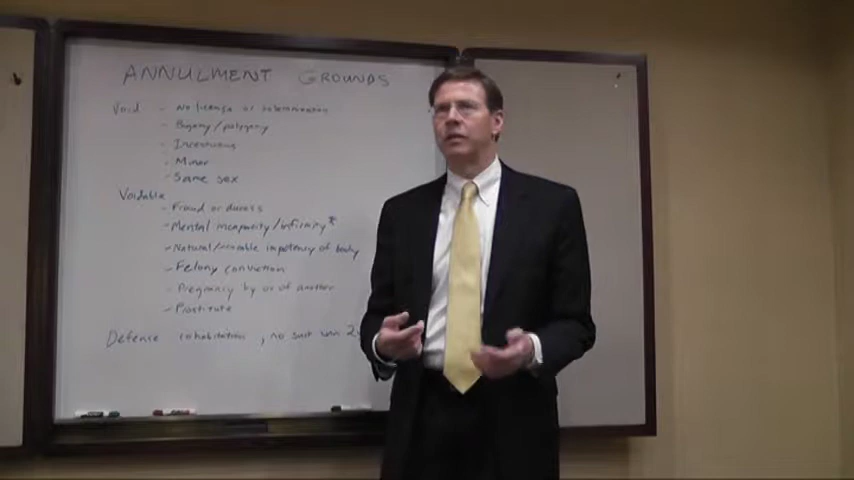 ANNULMENT GROUNDS
Void - No license or solemnization
- Bigamy/polygamy
- Incestuous
- Minor
- Same sex
Voidable
- Fraud or duress
- Mental incapacity/infirmity*
- Natural/incurable impotency of body
- Felony conviction
- Pregnancy by or of another
- Prostitute
Defense cohabitation, no suit 2